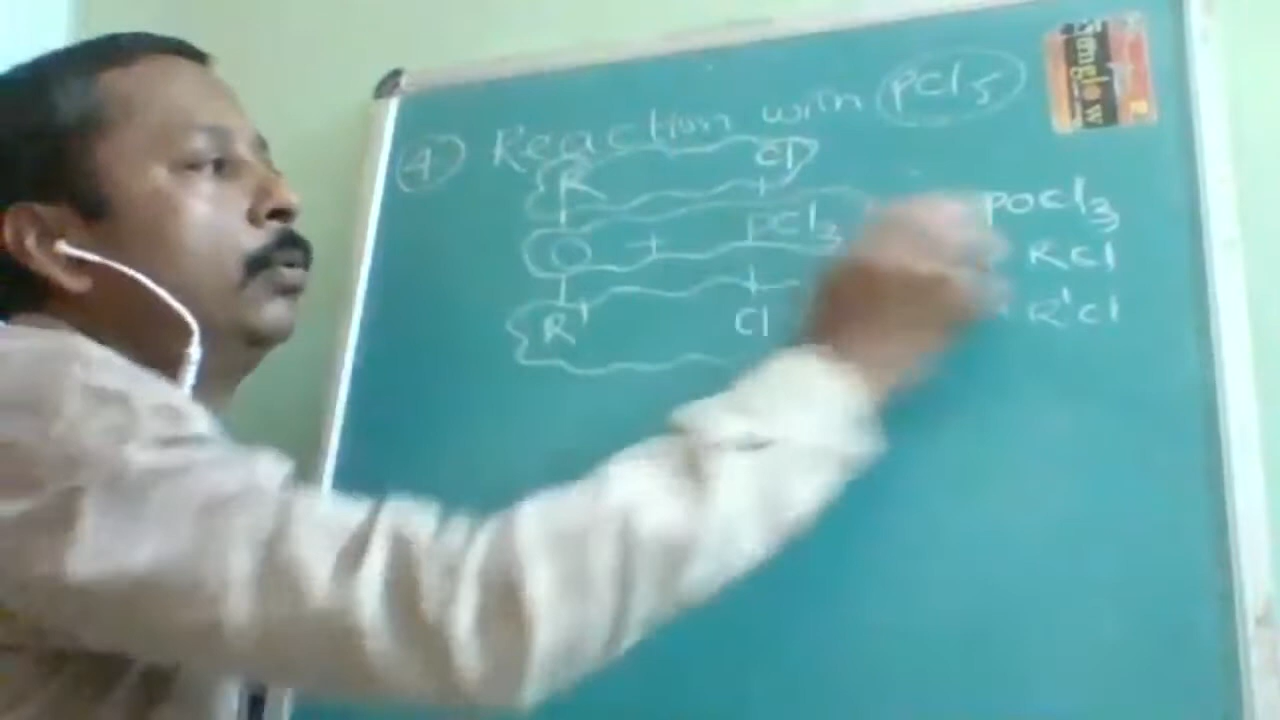 4. Reaction with pcl5
R cl pocl3
O + pcl3 Rcl
R' cl R'cl